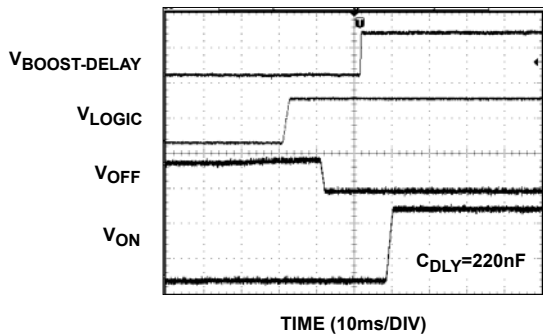 T
VBOOST-DELAY
VLOGIC
VOFF
VON
CDLY=220nF
TIME (10ms/DIV)